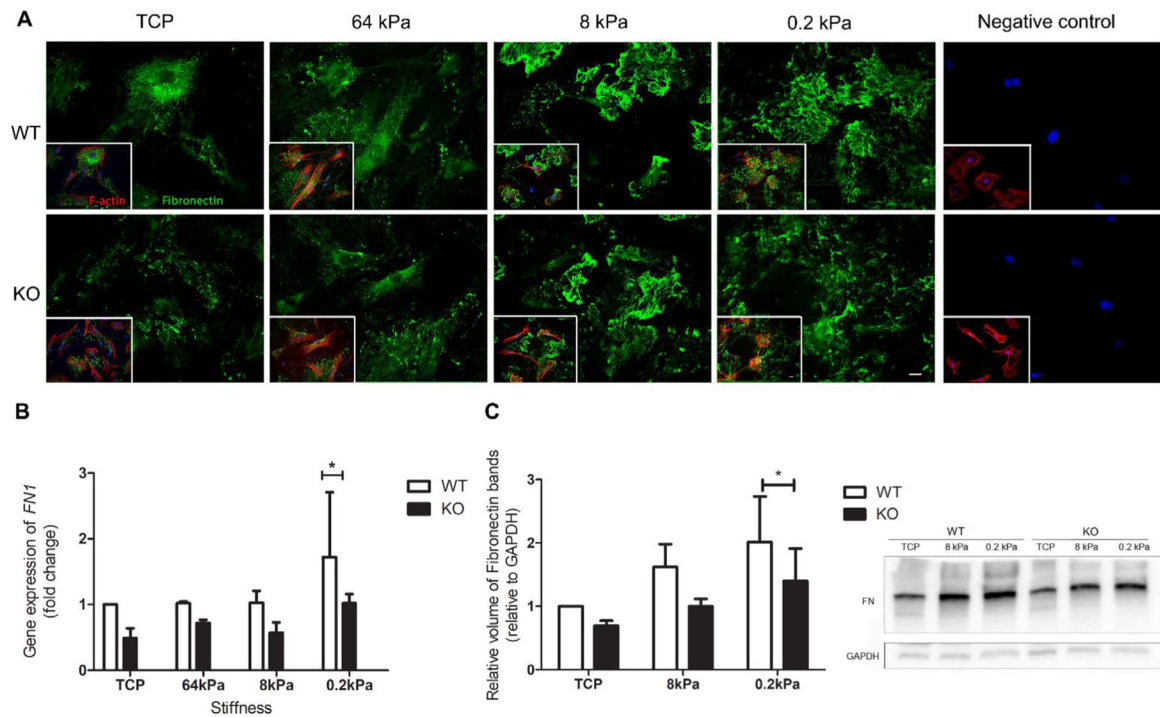 A
TCP 64 kPa 8 kPa 0.2 kPa Negative control
WT
F-actin Fibronectin
KO
B
Gene expression of FN1
(fold change)
3
2
1
0
*
TCP 64kPa 8kPa 0.2kPa
Stiffness
WT
KO
C
Relative volume of Fibronectin bands
(relative to GAPDH)
3
2
1
0
*
TCP 8kPa 0.2kPa
WT
KO
WT KO
TCP 8 kPa 0.2 kPa TCP 8 kPa 0.2 kPa
FN
GAPDH